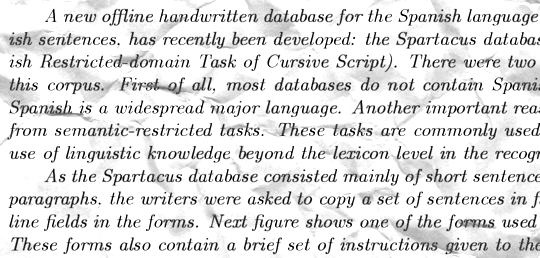 A new offline handwritten database for the Spanish language
ish sentences, has recently been developed: the Spartacus databas
ish Restricted-domain Task of Cursive Script). There were two
this corpus. First of all, most databases do not contain Spani
Spanish is a widespread major language. Another important rea
from semantic-restricted tasks. These tasks are commonly used
use of linguistic knowledge beyond the lexicon level in the recogn
As the Spartacus database consisted mainly of short sentence
paragraphs, the writers were asked to copy a set of sentences in f
line fields in the forms. Next figure shows one of the forms used
These forms also contain a brief set of instructions given to the